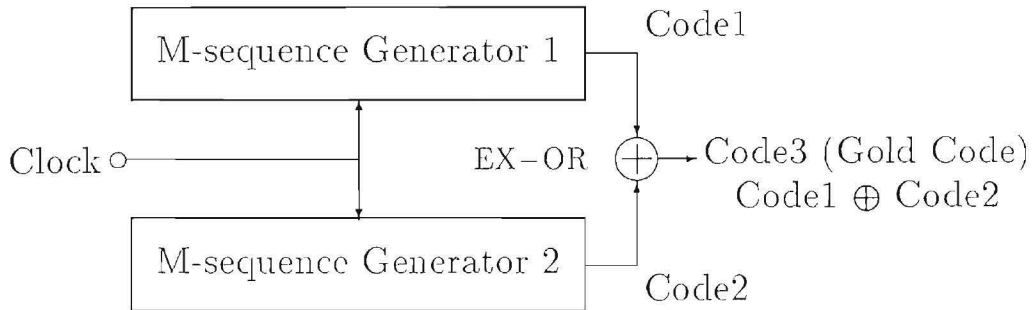 Code1
M-sequence Generator 1
Clock
EX-OR
Code3 (Gold Code)
Code1 ⊕ Code2
M-sequence Generator 2
Code2